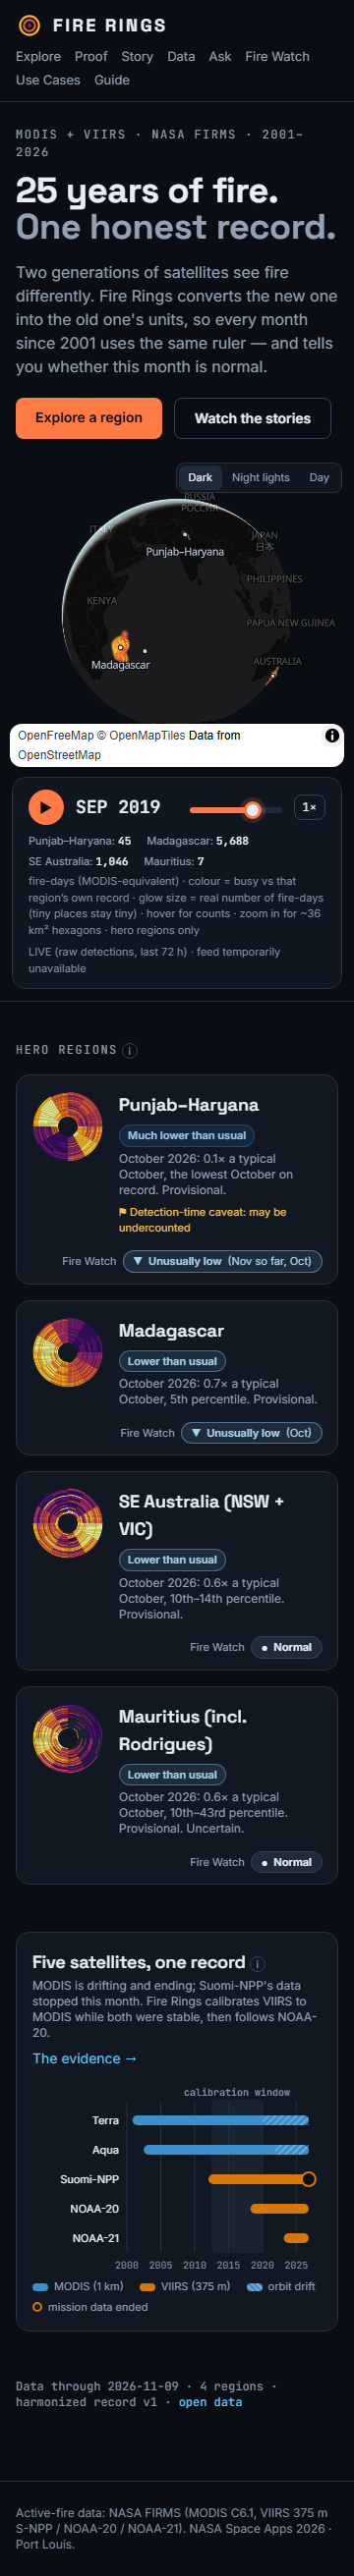 FIRE RINGS
Explore Proof Story Data Ask Fire Watch
Use Cases Guide
MODIS + VIIRS · NASA FIRMS · 2001–
2026
25 years of fire.
One honest record.
Two generations of satellites see fire
differently. Fire Rings converts the new one
into the old one's units, so every month
since 2001 uses the same ruler — and tells
you whether this month is normal.
Explore a region Watch the stories
Dark Night lights Day
RUSSIA
РОССИЯ
ITALY
JAPAN
日本
Punjab–Haryana
PHILIPPINES
KENYA
PAPUA NEW GUINEA
AUSTRALIA
Madagascar
OpenFreeMap © OpenMapTiles Data from
OpenStreetMap
SEP 2019 1×
Punjab–Haryana: 45 Madagascar: 5,688
SE Australia: 1,046 Mauritius: 7
fire-days (MODIS-equivalent) · colour = busy vs that
region's own record · glow size = real number of fire-days
(tiny places stay tiny) · hover for counts · zoom in for ~36
km² hexagons · hero regions only
LIVE (raw detections, last 72 h) · feed temporarily
unavailable
HERO REGIONS i
Punjab–Haryana
Much lower than usual
October 2026: 0.1× a typical
October, the lowest October on
record. Provisional.
⚑ Detection-time caveat: may be
undercounted
Fire Watch ▼ Unusually low (Nov so far, Oct)
Madagascar
Lower than usual
October 2026: 0.7× a typical
October, 5th percentile. Provisional.
Fire Watch ▼ Unusually low (Oct)
SE Australia (NSW +
VIC)
Lower than usual
October 2026: 0.6× a typical
October, 10th–14th percentile.
Provisional.
Fire Watch ● Normal
Mauritius (incl.
Rodrigues)
Lower than usual
October 2026: 0.6× a typical
October, 10th–43rd percentile.
Provisional. Uncertain.
Fire Watch ● Normal
Five satellites, one record i
MODIS is drifting and ending; Suomi-NPP's data
stopped this month. Fire Rings calibrates VIIRS to
MODIS while both were stable, then follows NOAA-
20.
The evidence →
calibration window
Terra
Aqua
Suomi-NPP
NOAA-20
NOAA-21
2000 2005 2010 2015 2020 2025
MODIS (1 km) VIIRS (375 m) orbit drift
mission data ended
Data through 2026-11-09 · 4 regions ·
harmonized record v1 · open data
Active-fire data: NASA FIRMS (MODIS C6.1, VIIRS 375 m
S-NPP / NOAA-20 / NOAA-21). NASA Space Apps 2026 ·
Port Louis.